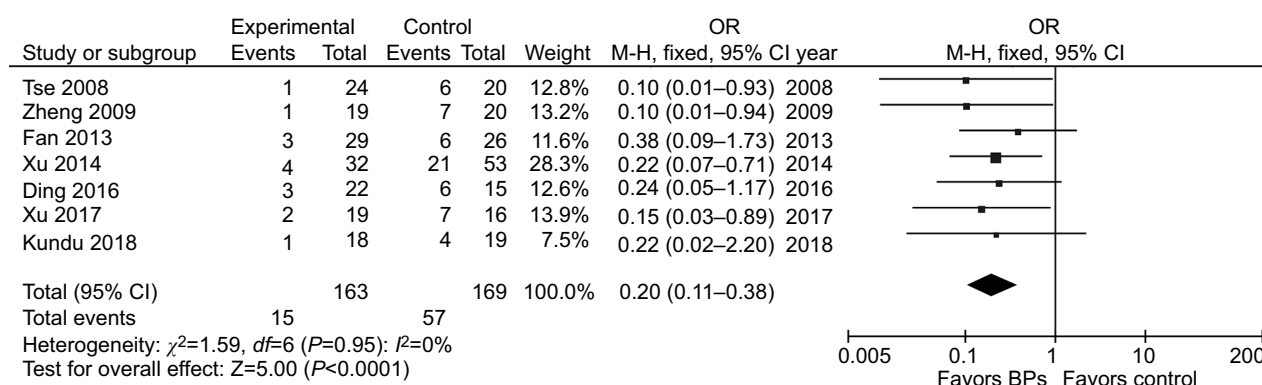 Experimental Control OR OR
Study or subgroup Events Total Events Total Weight M-H, fixed, 95% CI year M-H, fixed, 95% CI
Tse 2008 1 24 6 20 12.8% 0.10 (0.01–0.93) 2008
Zheng 2009 1 19 7 20 13.2% 0.10 (0.01–0.94) 2009
Fan 2013 3 29 6 26 11.6% 0.38 (0.09–1.73) 2013
Xu 2014 4 32 21 53 28.3% 0.22 (0.07–0.71) 2014
Ding 2016 3 22 6 15 12.6% 0.24 (0.05–1.17) 2016
Xu 2017 2 19 7 16 13.9% 0.15 (0.03–0.89) 2017
Kundu 2018 1 18 4 19 7.5% 0.22 (0.02–2.20) 2018
Total (95% CI) 163 169 100.0% 0.20 (0.11–0.38)
Total events 15 57
Heterogeneity: χ²=1.59, df=6 (P=0.95): I²=0%
Test for overall effect: Z=5.00 (P<0.0001)
0.005 0.1 1 10 200
Favors BPs Favors control